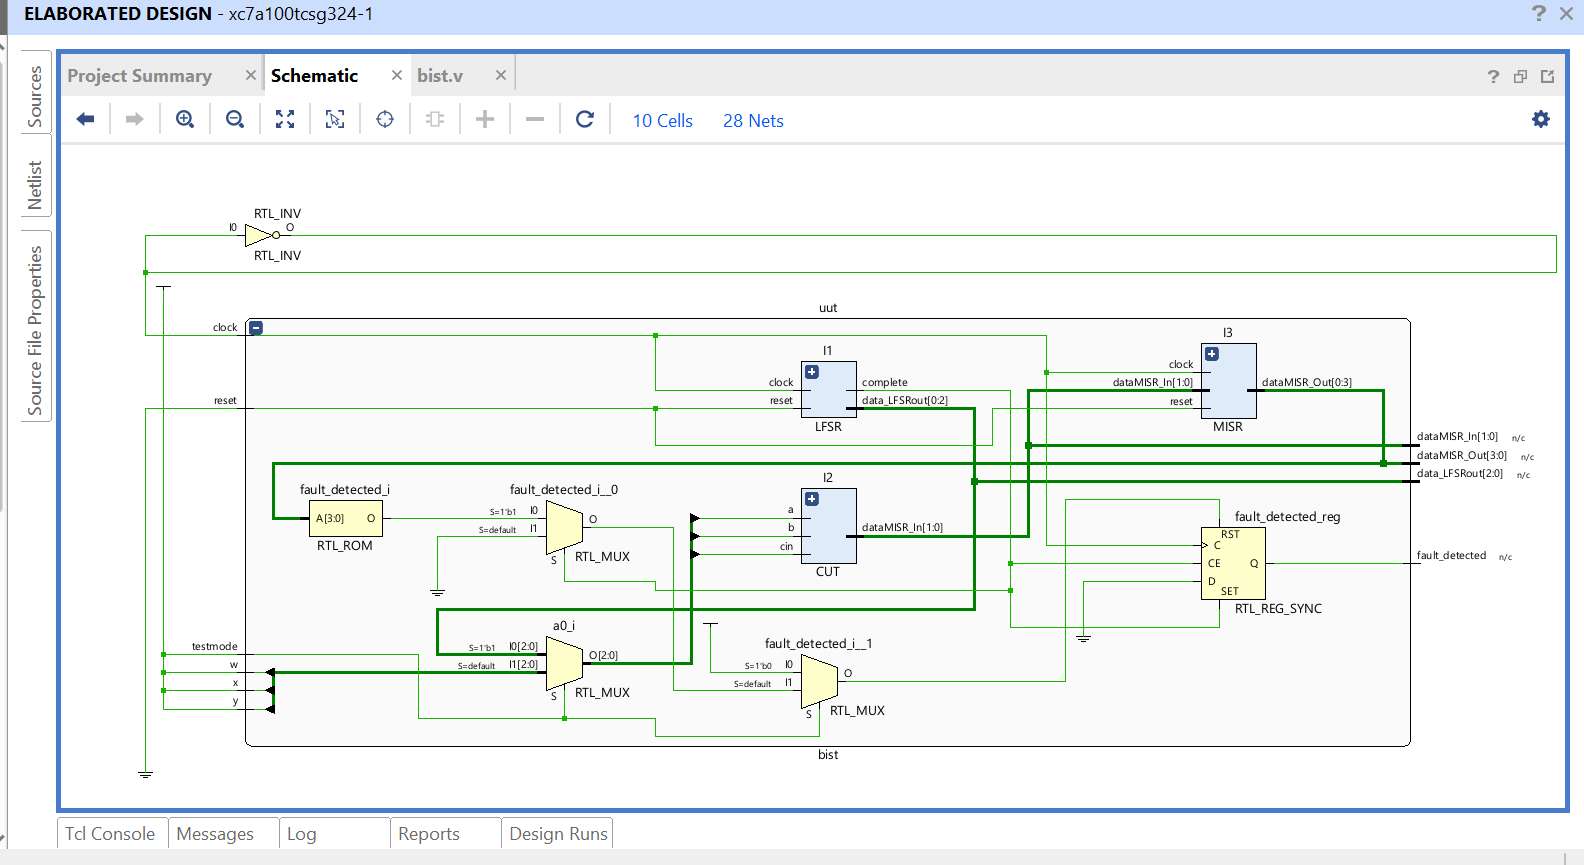 ELABORATED DESIGN - xc7a100tcsg324-1
?
Sources
Netlist
Source File Properties
Project Summary
Schematic
bist.v
?
10 Cells
28 Nets
RTL_INV
I0
O
RTL_INV
uut
clock
I3
I1
clock
clock
complete
dataMISR_In[1:0]
dataMISR_Out[0:3]
reset
reset
data_LFSRout[0:2]
reset
LFSR
MISR
dataMISR_In[1:0] n/c
dataMISR_Out[3:0] n/c
data_LFSRout[2:0] n/c
I2
fault_detected_i
fault_detected_i__0
S=1'b1 I0
O
S=default I1
S
RTL_MUX
A[3:0] O
RTL_ROM
a
b
cin
dataMISR_In[1:0]
CUT
fault_detected_reg
RST
C
CE
Q
D
SET
RTL_REG_SYNC
fault_detected n/c
a0_i
S=1'b1 I0[2:0]
O[2:0]
S=default I1[2:0]
S
RTL_MUX
testmode
w
x
y
fault_detected_i__1
S=1'b0 I0
O
S=default I1
S
RTL_MUX
bist
Tcl Console
Messages
Log
Reports
Design Runs